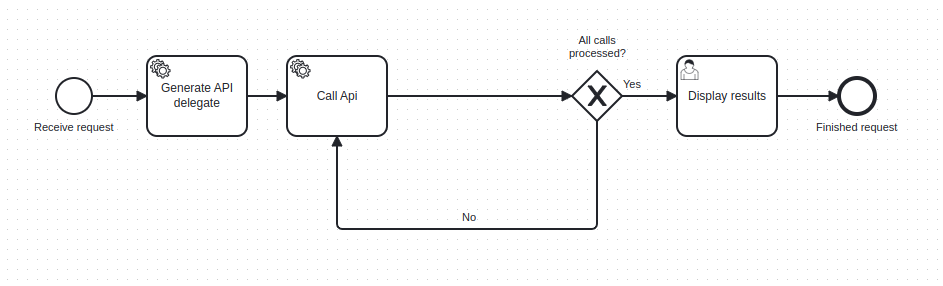 All calls
processed?
Generate API
delegate
Call Api
Yes
Display results
Receive request
Finished request
No